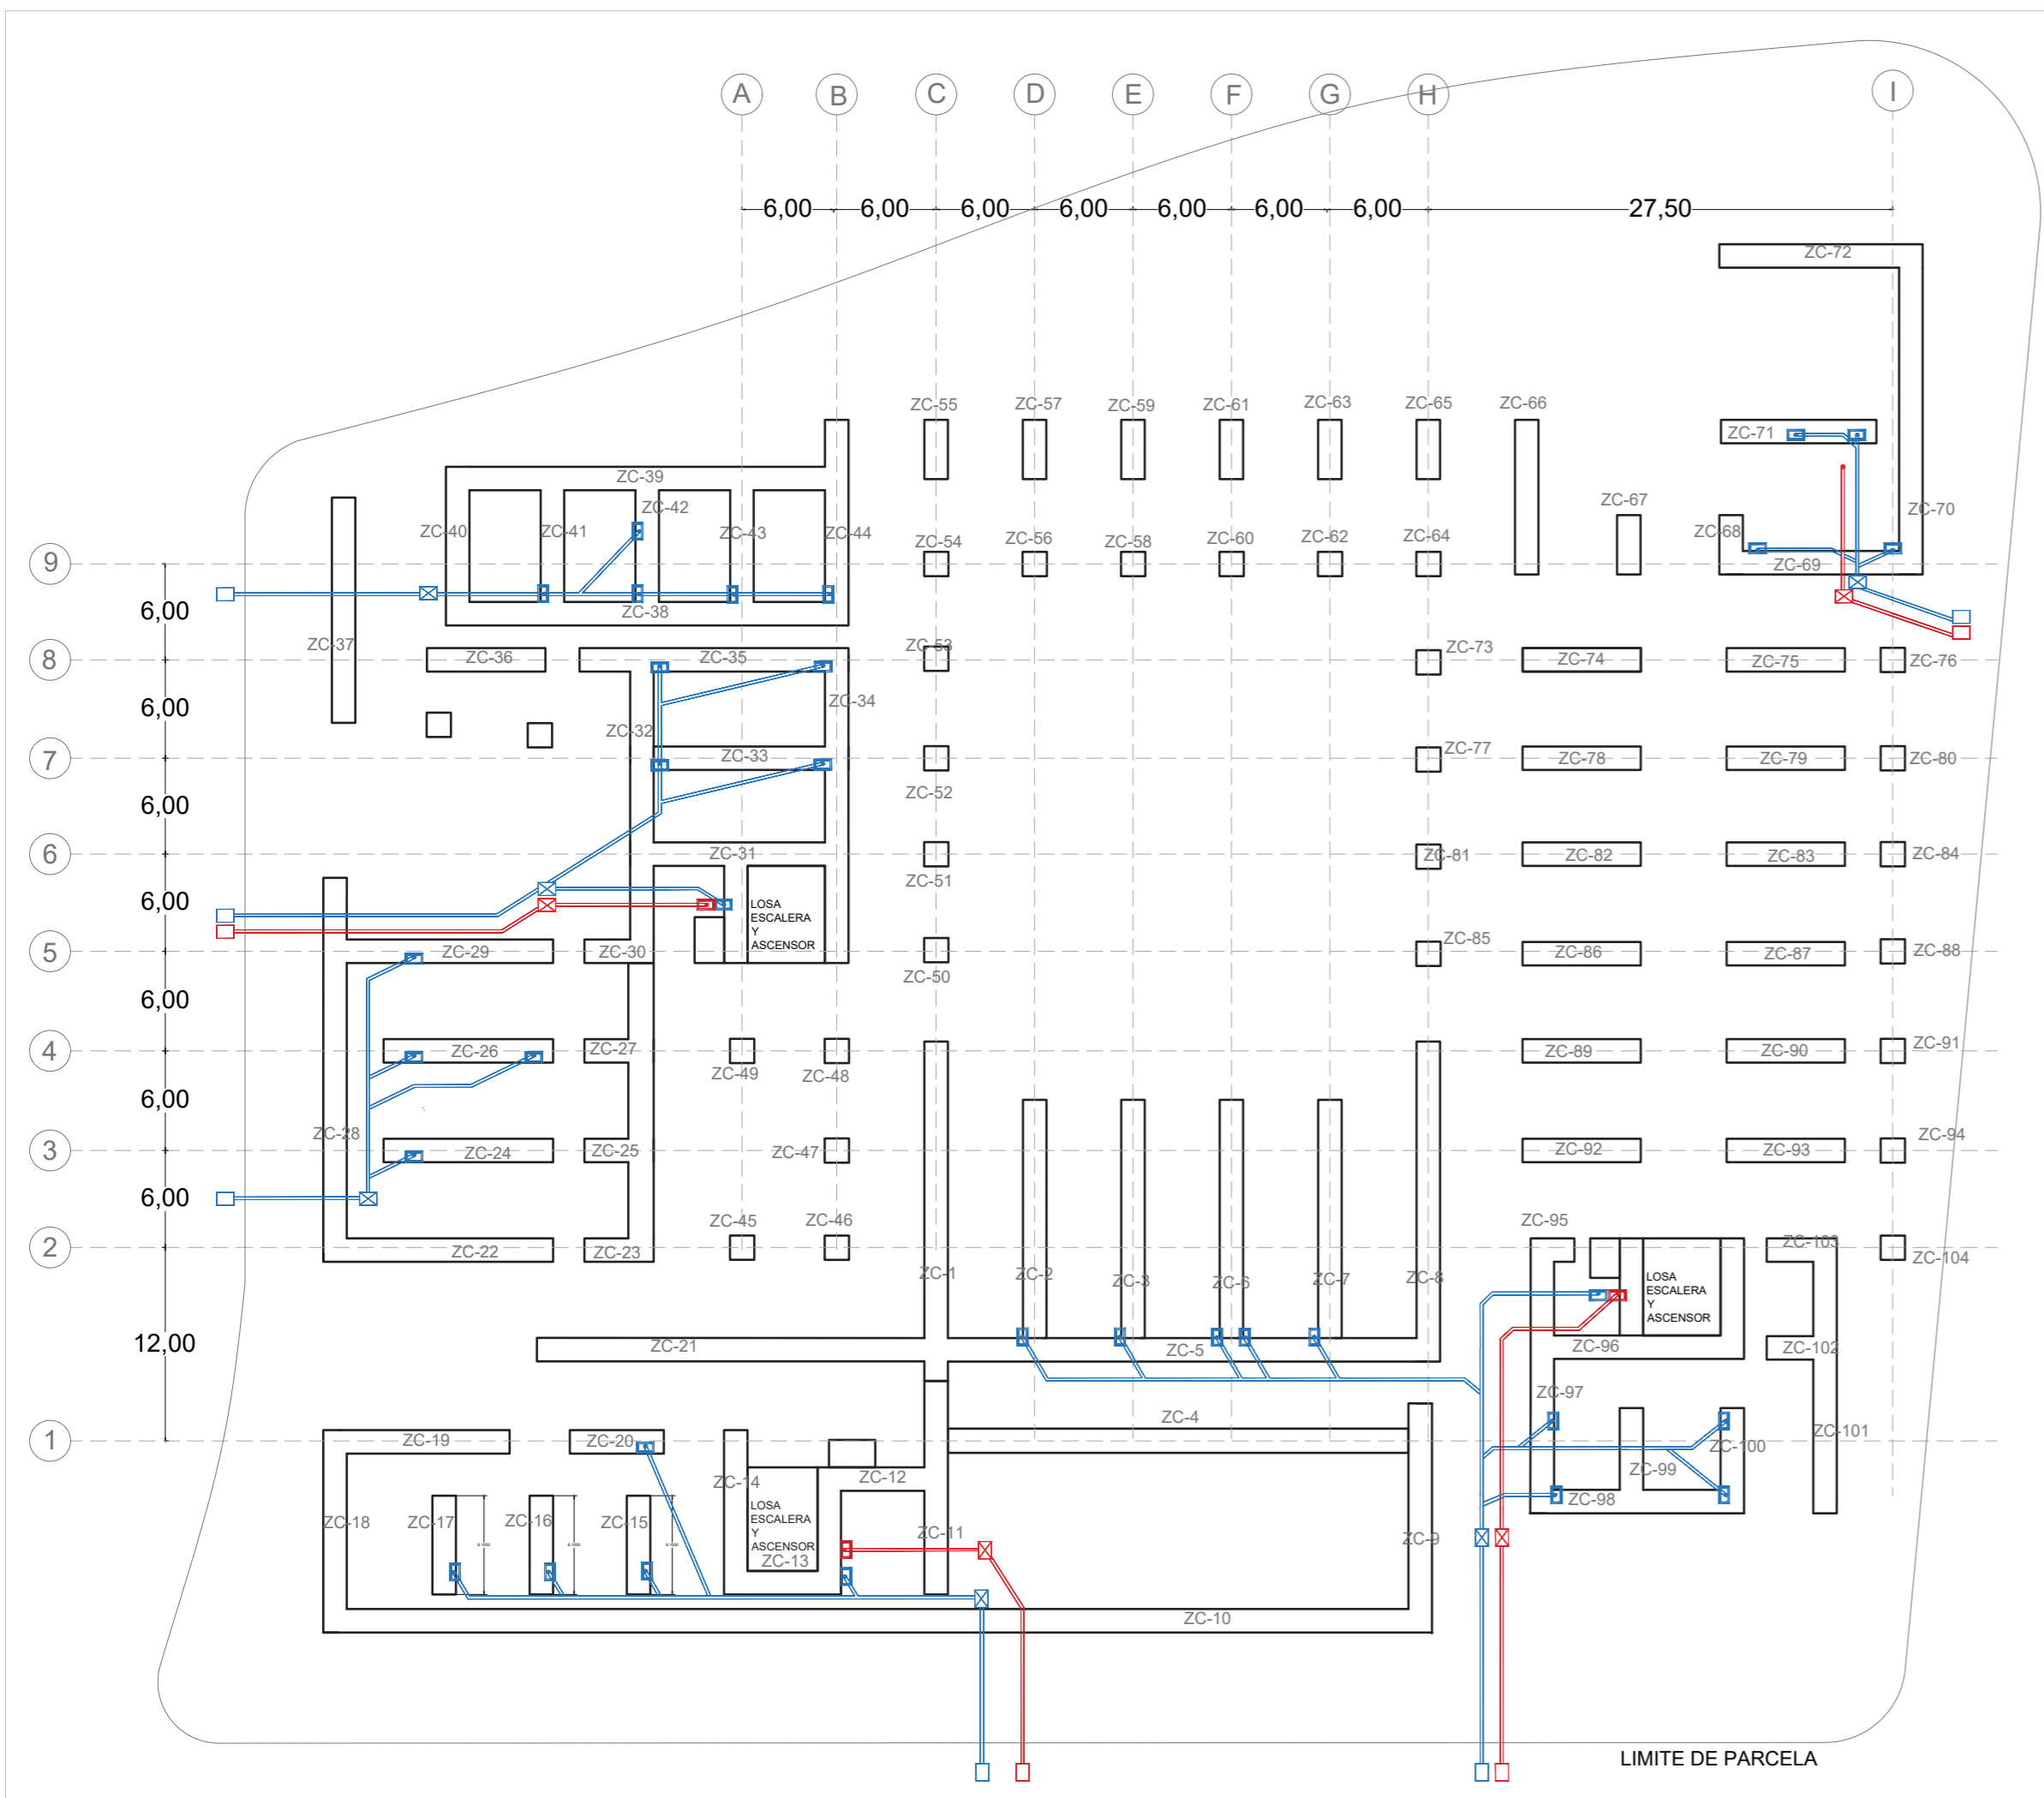 A B C D E F G H I
6,00 6,00 6,00 6,00 6,00 6,00 6,00 27,50
ZC-72
ZC-55 ZC-57 ZC-59 ZC-61 ZC-63 ZC-65 ZC-66
ZC-71
ZC-39
ZC-42 ZC-67
ZC-40 ZC-41 ZC-43 ZC-44 ZC-68 ZC-70
ZC-54 ZC-56 ZC-58 ZC-60 ZC-62 ZC-64
9 ZC-69
6,00 ZC-38
ZC-37
8 ZC-36 ZC-35 ZC-53 ZC-73 ZC-74 ZC-75 ZC-76
6,00 ZC-34
ZC-32
7 ZC-33 ZC-77 ZC-78 ZC-79 ZC-80
ZC-52
6,00
6 ZC-31 ZC-81 ZC-82 ZC-83 ZC-84
ZC-51
6,00 LOSA
ESCALERA
Y
ASCENSOR
5 ZC-29 ZC-30 ZC-85 ZC-86 ZC-87 ZC-88
ZC-50
6,00
4 ZC-26 ZC-27 ZC-89 ZC-90 ZC-91
ZC-49 ZC-48
6,00
ZC-28 ZC-94
3 ZC-24 ZC-25 ZC-47 ZC-92 ZC-93
6,00
ZC-45 ZC-46 ZC-95
2 ZC-22 ZC-23 ZC-103
ZC-104
ZC-1 ZC-2 ZC-3 ZC-6 ZC-7 ZC-8
LOSA
ESCALERA
Y
ASCENSOR
12,00 ZC-21 ZC-5 ZC-96 ZC-102
ZC-97
ZC-4
1 ZC-19 ZC-20 ZC-100 ZC-101
ZC-14 ZC-12 ZC-99
ZC-98
LOSA
ESCALERA
Y
ASCENSOR
ZC-18 ZC-17 ZC-16 ZC-15 ZC-11 ZC-9
ZC-13
ZC-10
LIMITE DE PARCELA